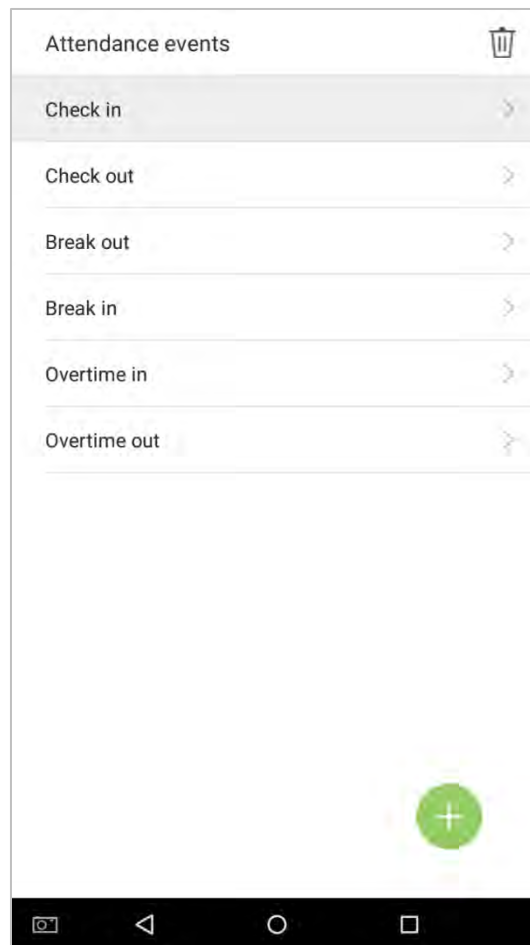 Attendance events
Check in
Check out
Break out
Break in
Overtime in
Overtime out